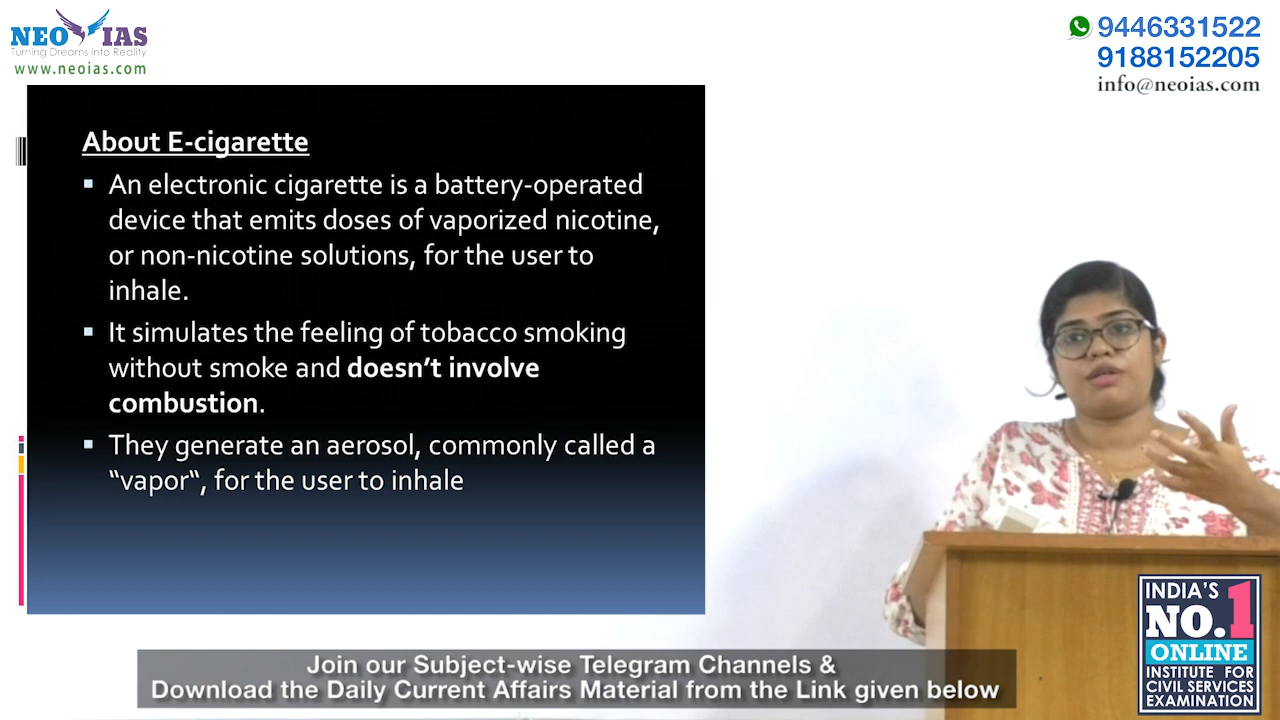 NEO IAS
Turning Dreams into Reality
www.neoias.com
9446331522
9188152205
info@neoias.com
About E-cigarette
▪ An electronic cigarette is a battery-operated
device that emits doses of vaporized nicotine,
or non-nicotine solutions, for the user to
inhale.
▪ It simulates the feeling of tobacco smoking
without smoke and doesn’t involve
combustion.
▪ They generate an aerosol, commonly called a
“vapor“, for the user to inhale
INDIA'S
NO.1
ONLINE
INSTITUTE FOR
CIVIL SERVICES
EXAMINATION
Join our Subject-wise Telegram Channels &
Download the Daily Current Affairs Material from the Link given below